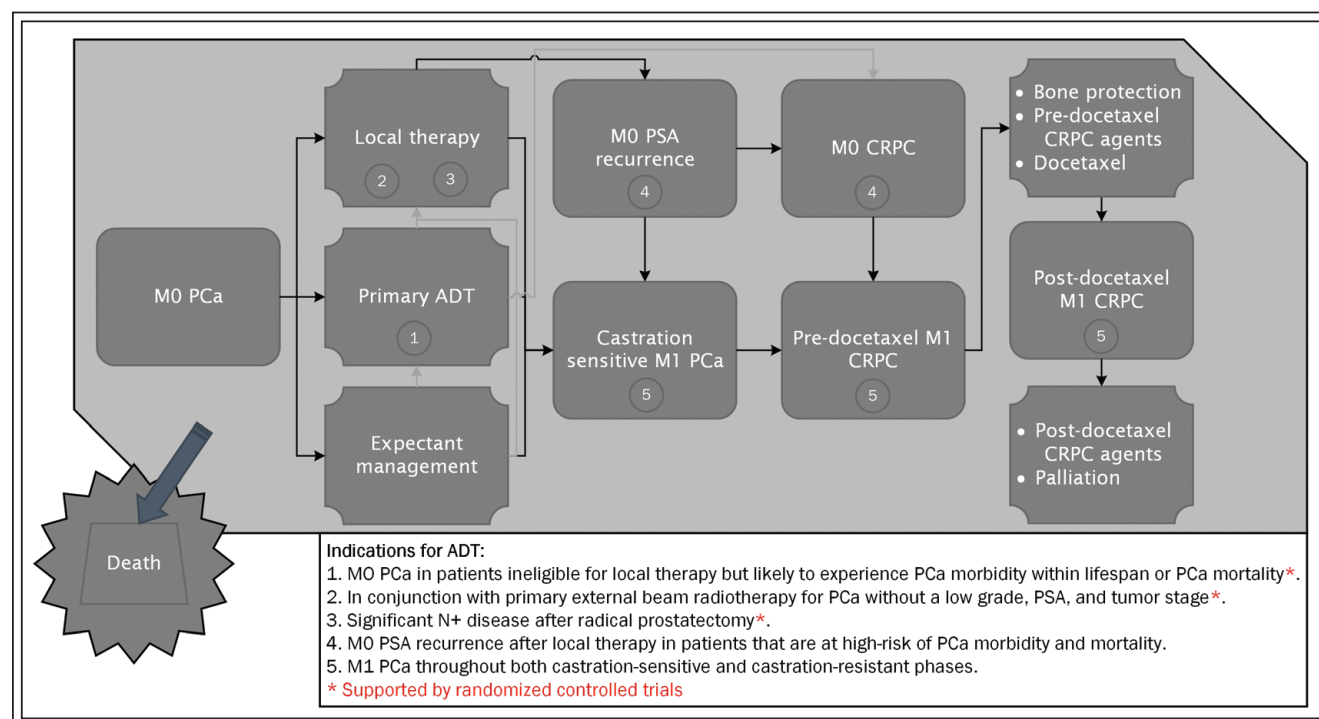 Local therapy
2 3
M0 PSA
recurrence
4
M0 CRPC
4
• Bone protection
• Pre-docetaxel
CRPC agents
• Docetaxel
M0 PCa
Primary ADT
1
Castration
sensitive M1 PCa
5
Pre-docetaxel M1
CRPC
5
Post-docetaxel
M1 CRPC
5
Expectant
management
• Post-docetaxel
CRPC agents
• Palliation
Death
Indications for ADT:
1. M0 PCa in patients ineligible for local therapy but likely to experience PCa morbidity within lifespan or PCa mortality*.
2. In conjunction with primary external beam radiotherapy for PCa without a low grade, PSA, and tumor stage*.
3. Significant N+ disease after radical prostatectomy*.
4. M0 PSA recurrence after local therapy in patients that are at high-risk of PCa morbidity and mortality.
5. M1 PCa throughout both castration-sensitive and castration-resistant phases.
* Supported by randomized controlled trials